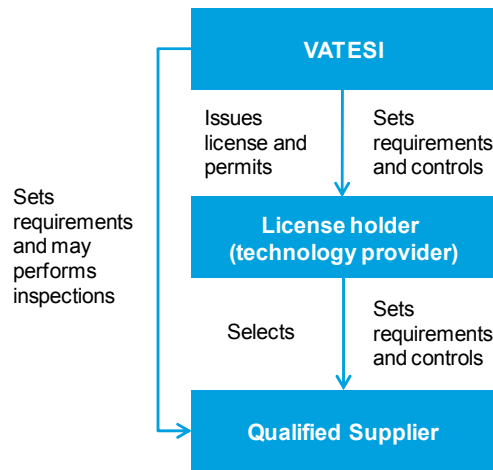 VATESI
Issues
license and
permits
Sets
requirements
and controls
Sets
requirements
and may
performs
inspections
License holder
(technology provider)
Selects
Sets
requirements
and controls
Qualified Supplier